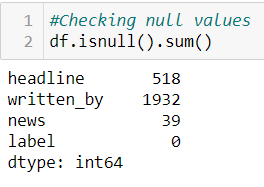 1 #Checking null values
2 df.isnull().sum()
headline 518
written_by 1932
news 39
label 0
dtype: int64